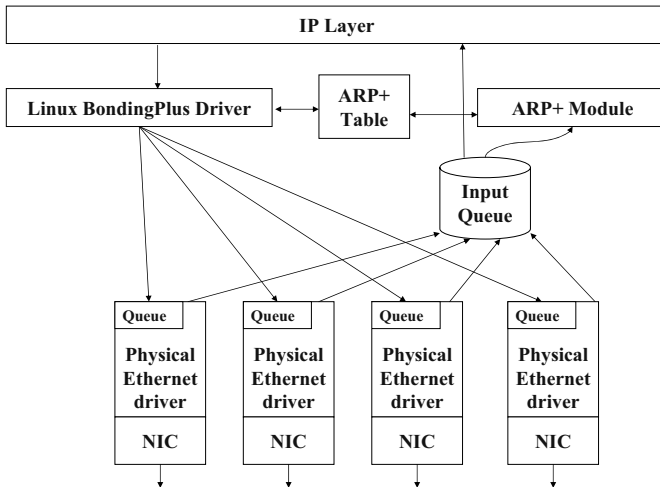 IP Layer
Linux BondingPlus Driver
ARP+
Table
ARP+ Module
Input
Queue
Queue
Physical
Ethernet
driver
NIC
Queue
Physical
Ethernet
driver
NIC
Queue
Physical
Ethernet
driver
NIC
Queue
Physical
Ethernet
driver
NIC